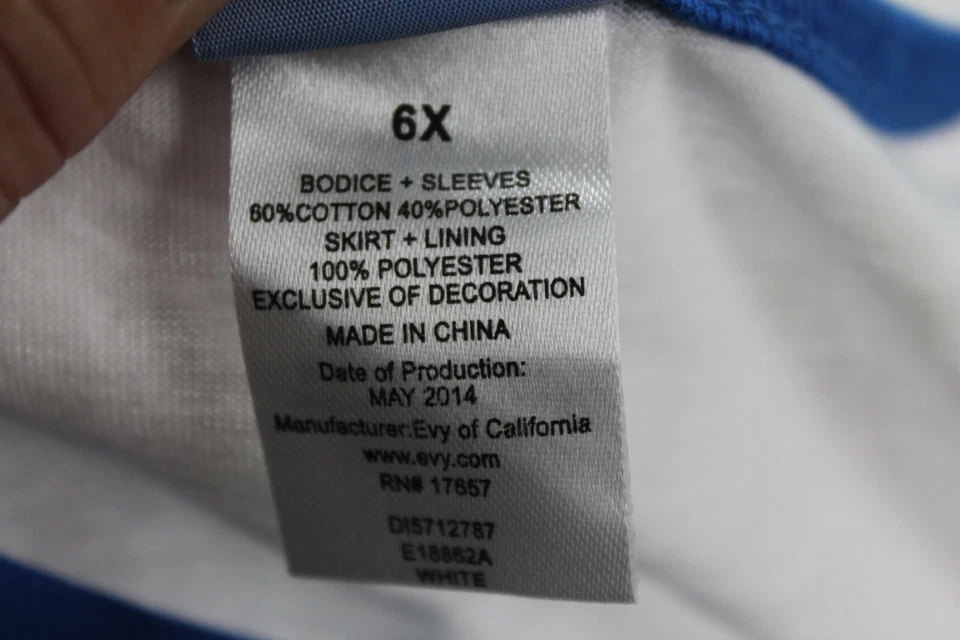 6X
BODICE + SLEEVES
60%COTTON 40%POLYESTER
SKIRT + LINING
100% POLYESTER
EXCLUSIVE OF DECORATION
MADE IN CHINA
Date of Production:
MAY 2014
Manufacturer:Evy of California
www.evy.com
RN# 17657
DI5712787
E18862A
WHITE